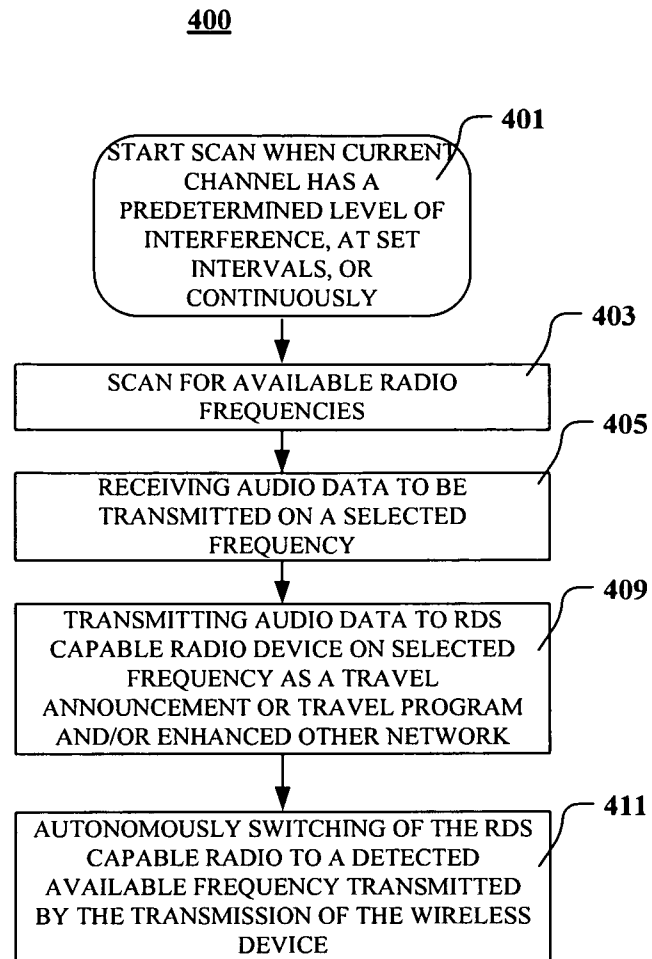 400
401
START SCAN WHEN CURRENT
CHANNEL HAS A
PREDETERMINED LEVEL OF
INTERFERENCE, AT SET
INTERVALS, OR
CONTINUOUSLY
403
SCAN FOR AVAILABLE RADIO
FREQUENCIES
405
RECEIVING AUDIO DATA TO BE
TRANSMITTED ON A SELECTED
FREQUENCY
409
TRANSMITTING AUDIO DATA TO RDS
CAPABLE RADIO DEVICE ON SELECTED
FREQUENCY AS A TRAVEL
ANNOUNCEMENT OR TRAVEL PROGRAM
AND/OR ENHANCED OTHER NETWORK
411
AUTONOMOUSLY SWITCHING OF THE RDS
CAPABLE RADIO TO A DETECTED
AVAILABLE FREQUENCY TRANSMITTED
BY THE TRANSMISSION OF THE WIRELESS
DEVICE